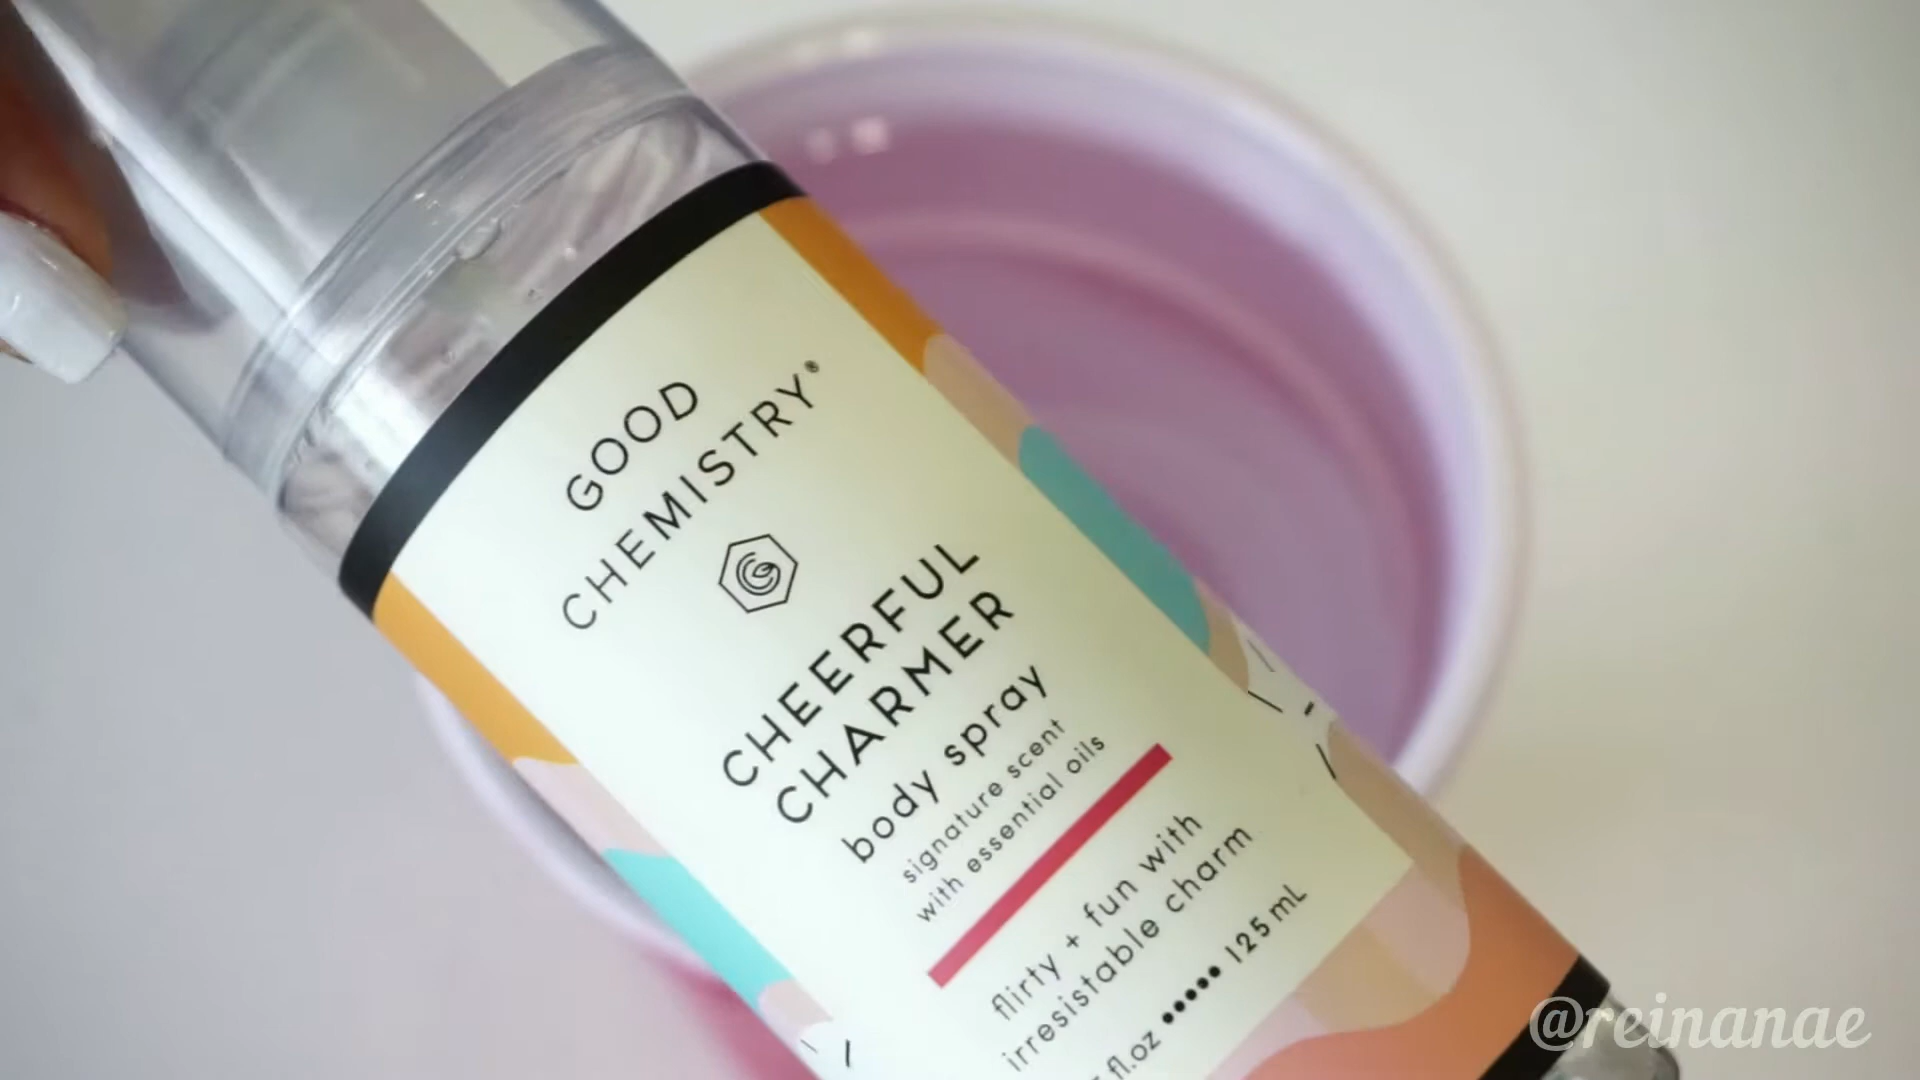 GOOD
CHEMISTRY®
CHEERFUL
CHARMER
body spray
signature scent
with essential oils
flirty + fun with
irresistable charm
fl.oz ••••• 125 mL
@reinanae